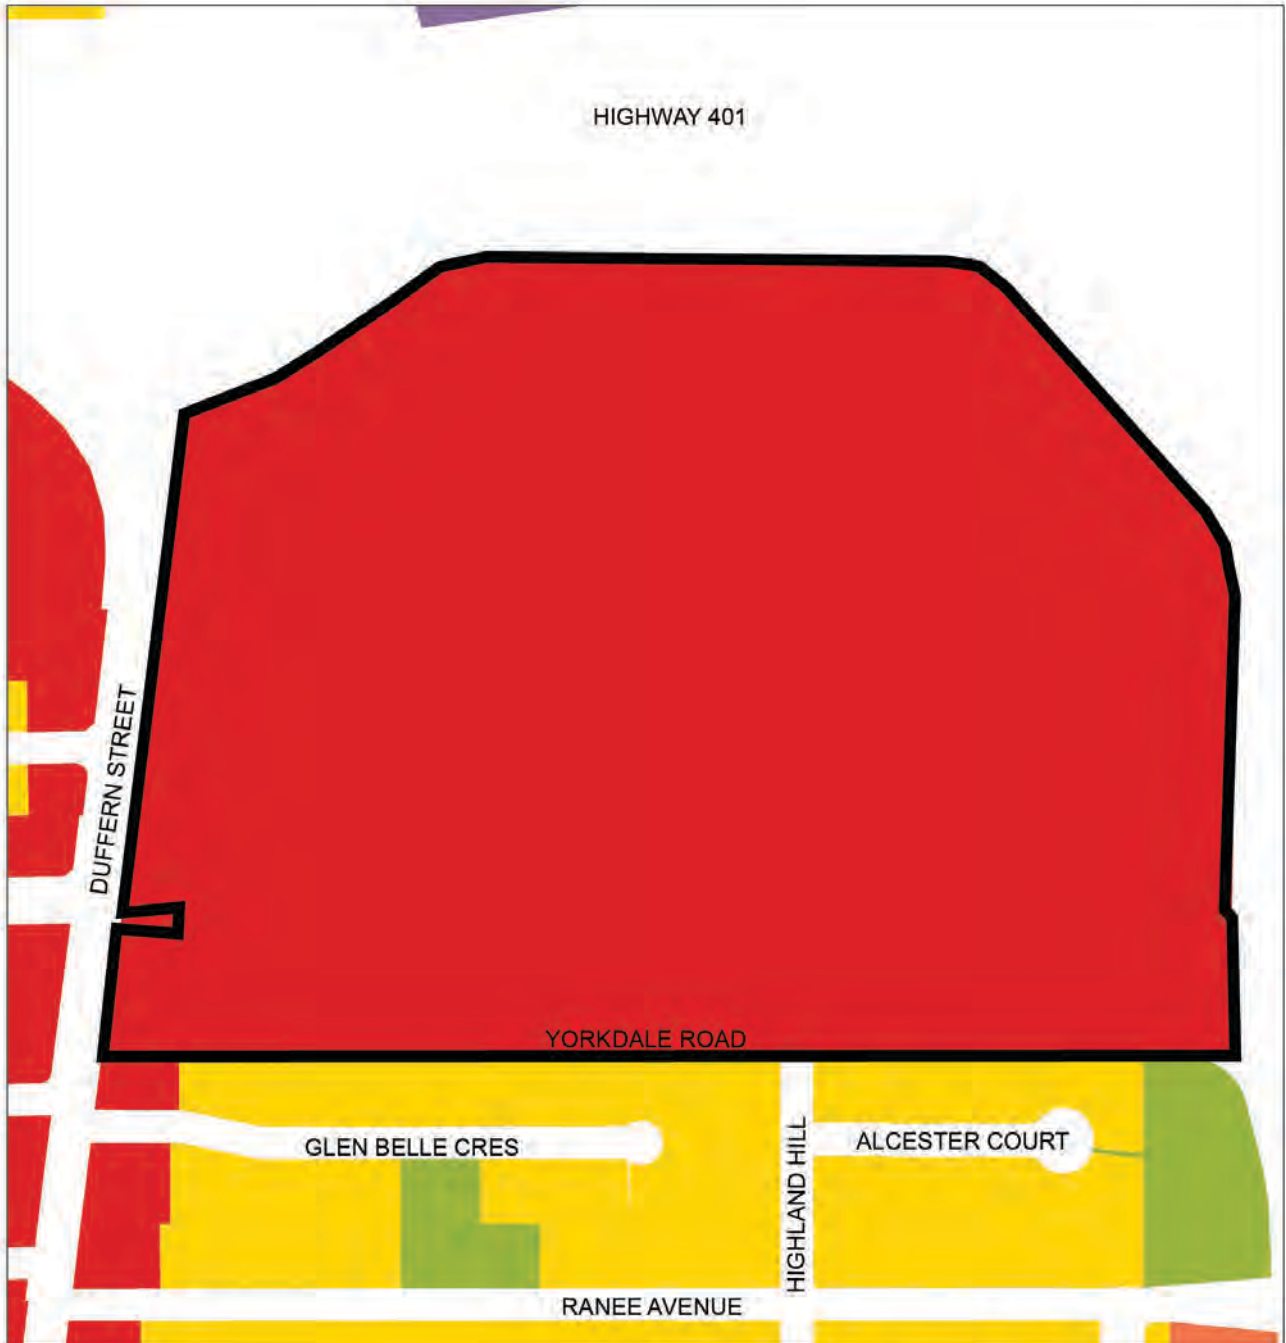 HIGHWAY 401
DUFFERN STREET
YORKDALE ROAD
GLEN BELLE CRES
ALCESTER COURT
HIGHLAND HILL
RANEE AVENUE